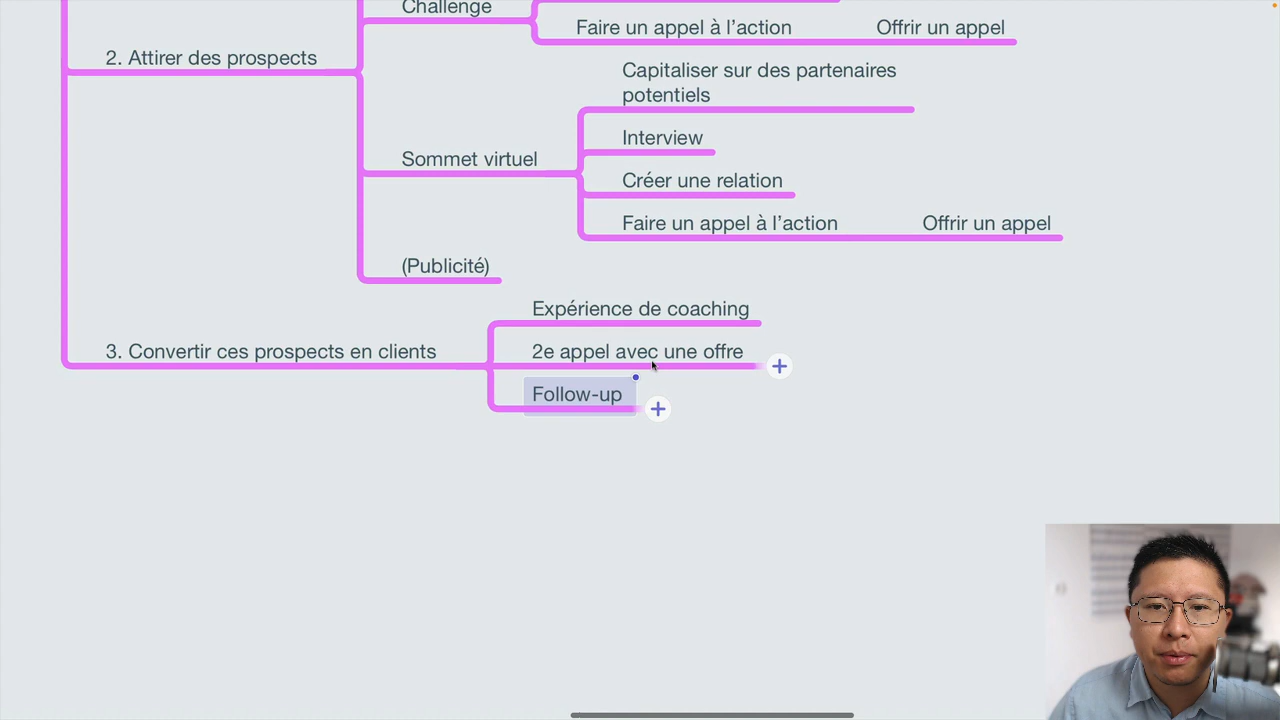 Challenge
Faire un appel à l’action
Offrir un appel
2. Attirer des prospects
Capitaliser sur des partenaires
potentiels
Interview
Sommet virtuel
Créer une relation
Faire un appel à l’action
Offrir un appel
(Publicité)
Expérience de coaching
3. Convertir ces prospects en clients
2e appel avec une offre
Follow-up